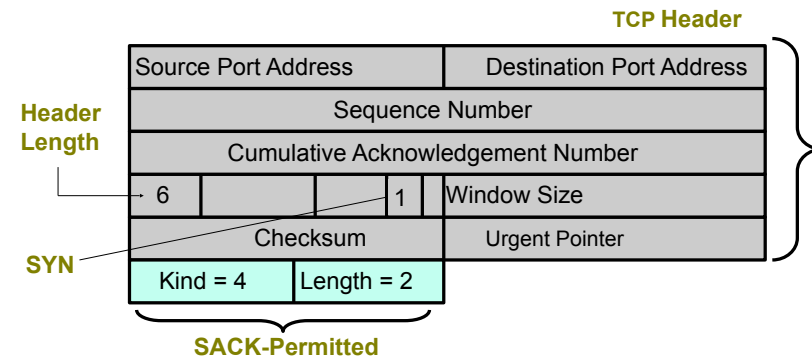 TCP Header
Source Port Address Destination Port Address
Header
Length
Sequence Number
Cumulative Acknowledgement Number
6 1 Window Size
Checksum Urgent Pointer
SYN
Kind = 4 Length = 2
SACK-Permitted